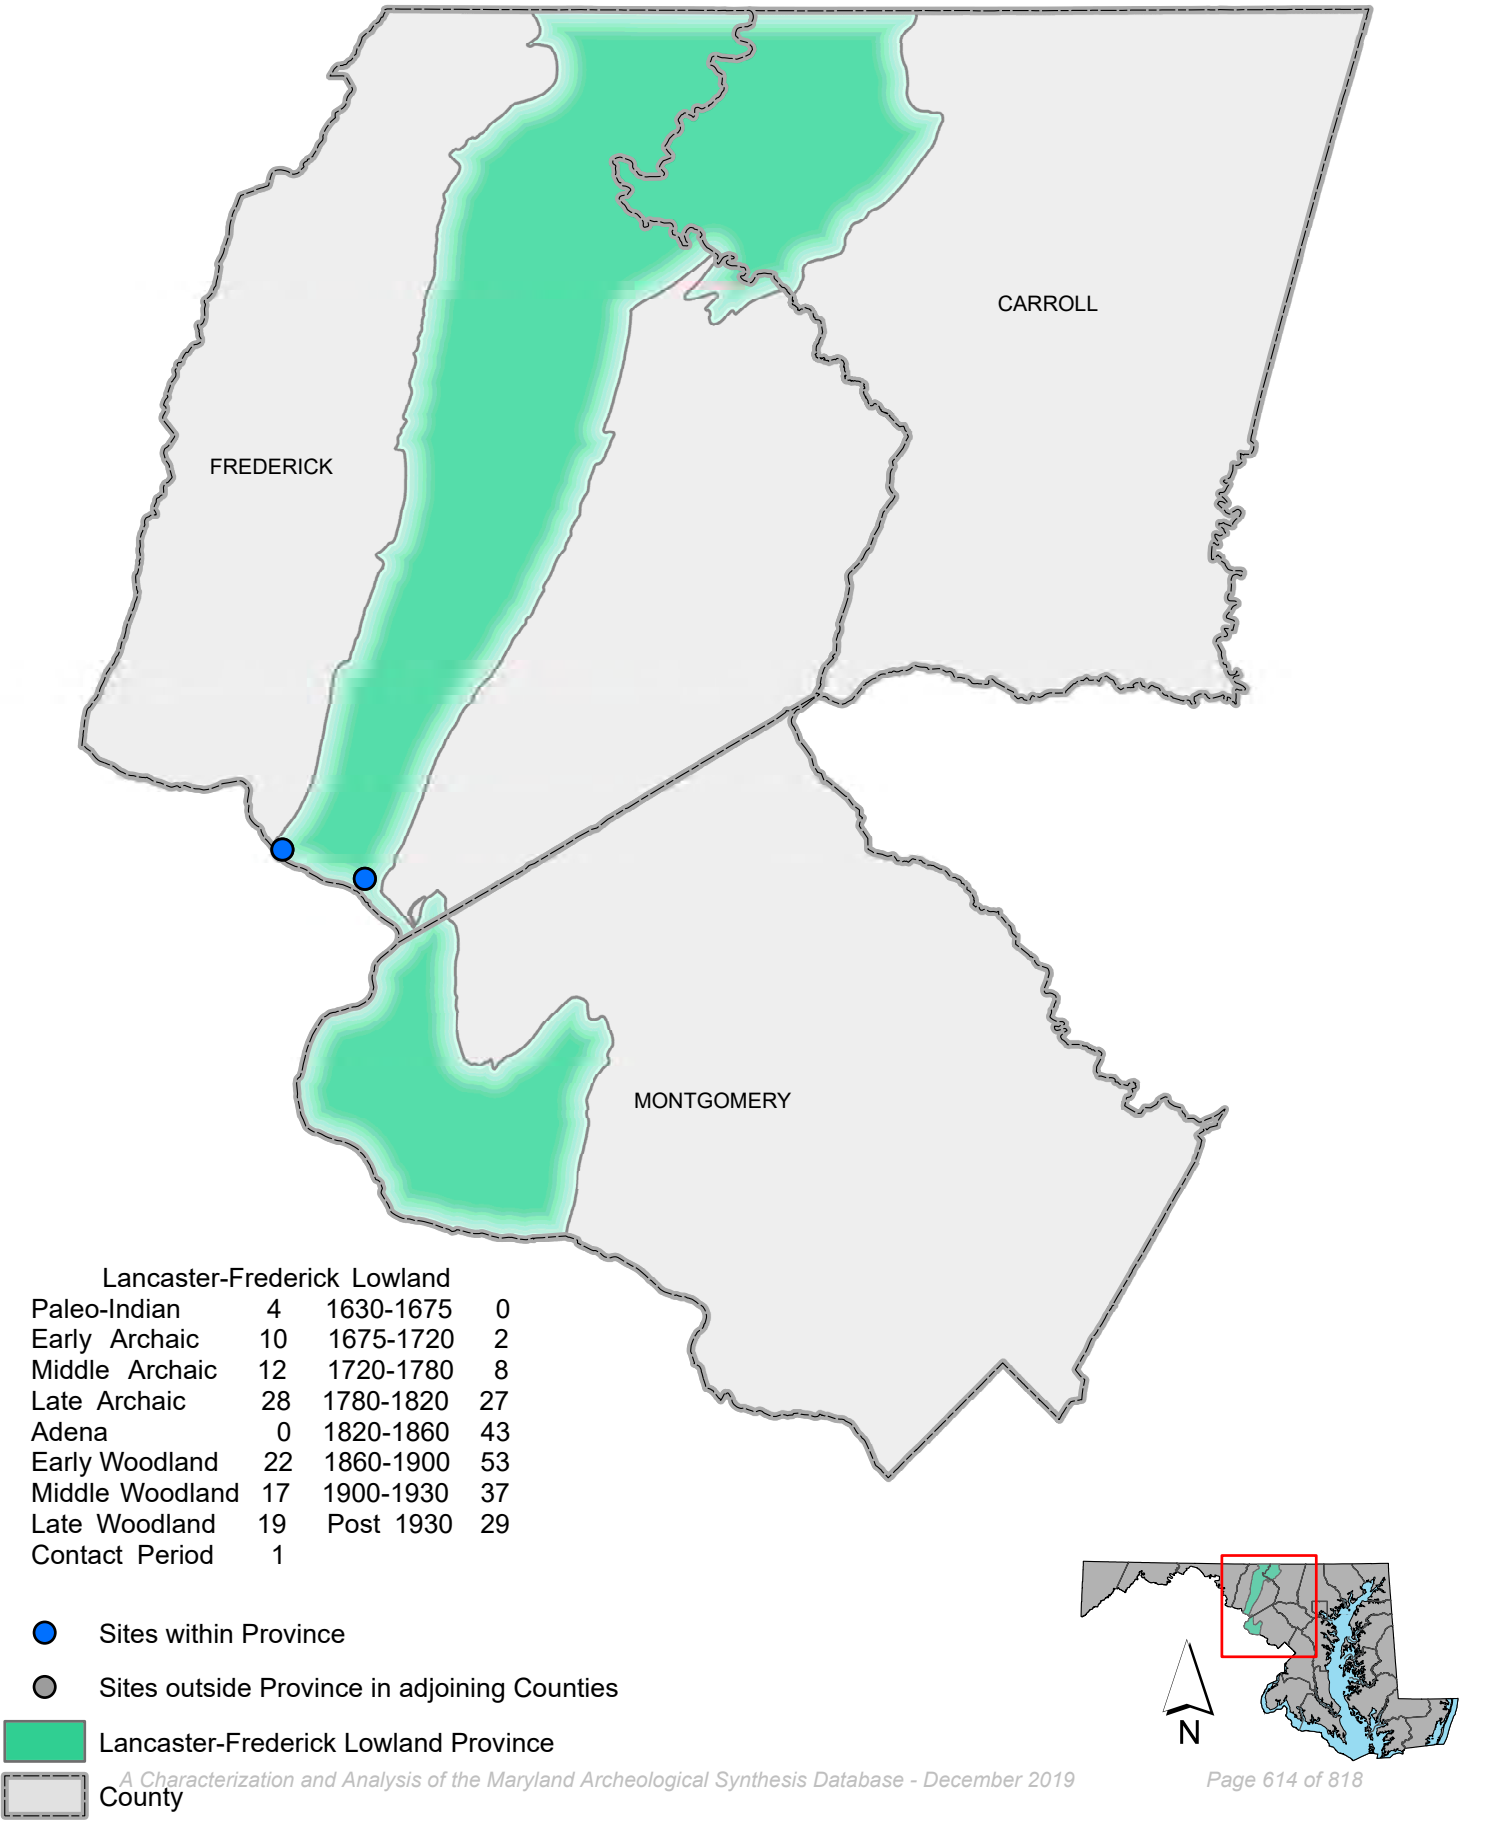 CARROLL
FREDERICK
MONTGOMERY
Lancaster-Frederick Lowland
Paleo-Indian 4 1630-1675 0
Early Archaic 10 1675-1720 2
Middle Archaic 12 1720-1780 8
Late Archaic 28 1780-1820 27
Adena 0 1820-1860 43
Early Woodland 22 1860-1900 53
Middle Woodland 17 1900-1930 37
Late Woodland 19 Post 1930 29
Contact Period 1
Sites within Province
Sites outside Province in adjoining Counties
N
Lancaster-Frederick Lowland Province
A Characterization and Analysis of the Maryland Archeological Synthesis Database - December 2019 Page 614 of 818
County